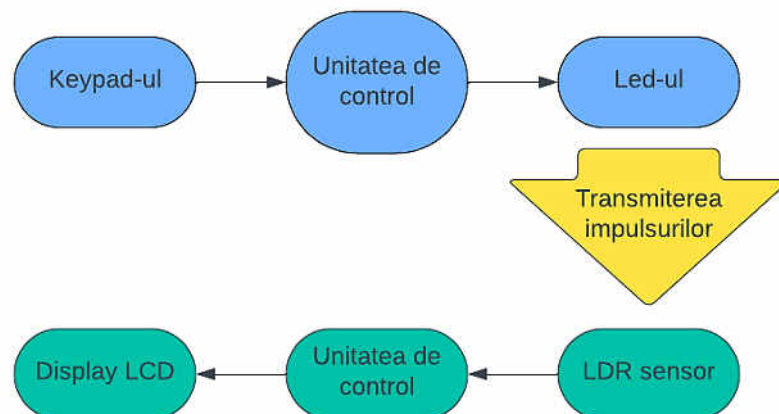 Keypad-ul
Unitatea de
control
Led-ul
Transmiterea
impulsurilor
Display LCD
Unitatea de
control
LDR sensor